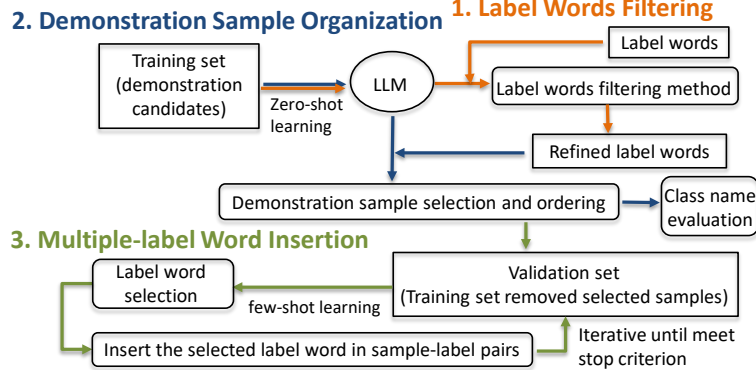 2. Demonstration Sample Organization
1. Label Words Filtering
Training set
(demonstration
candidates)
Zero-shot
learning
LLM
Label words
Label words filtering method
Refined label words
Demonstration sample selection and ordering
Class name
evaluation
3. Multiple-label Word Insertion
Label word
selection
few-shot learning
Validation set
(Training set removed selected samples)
Insert the selected label word in sample-label pairs
Iterative until meet
stop criterion